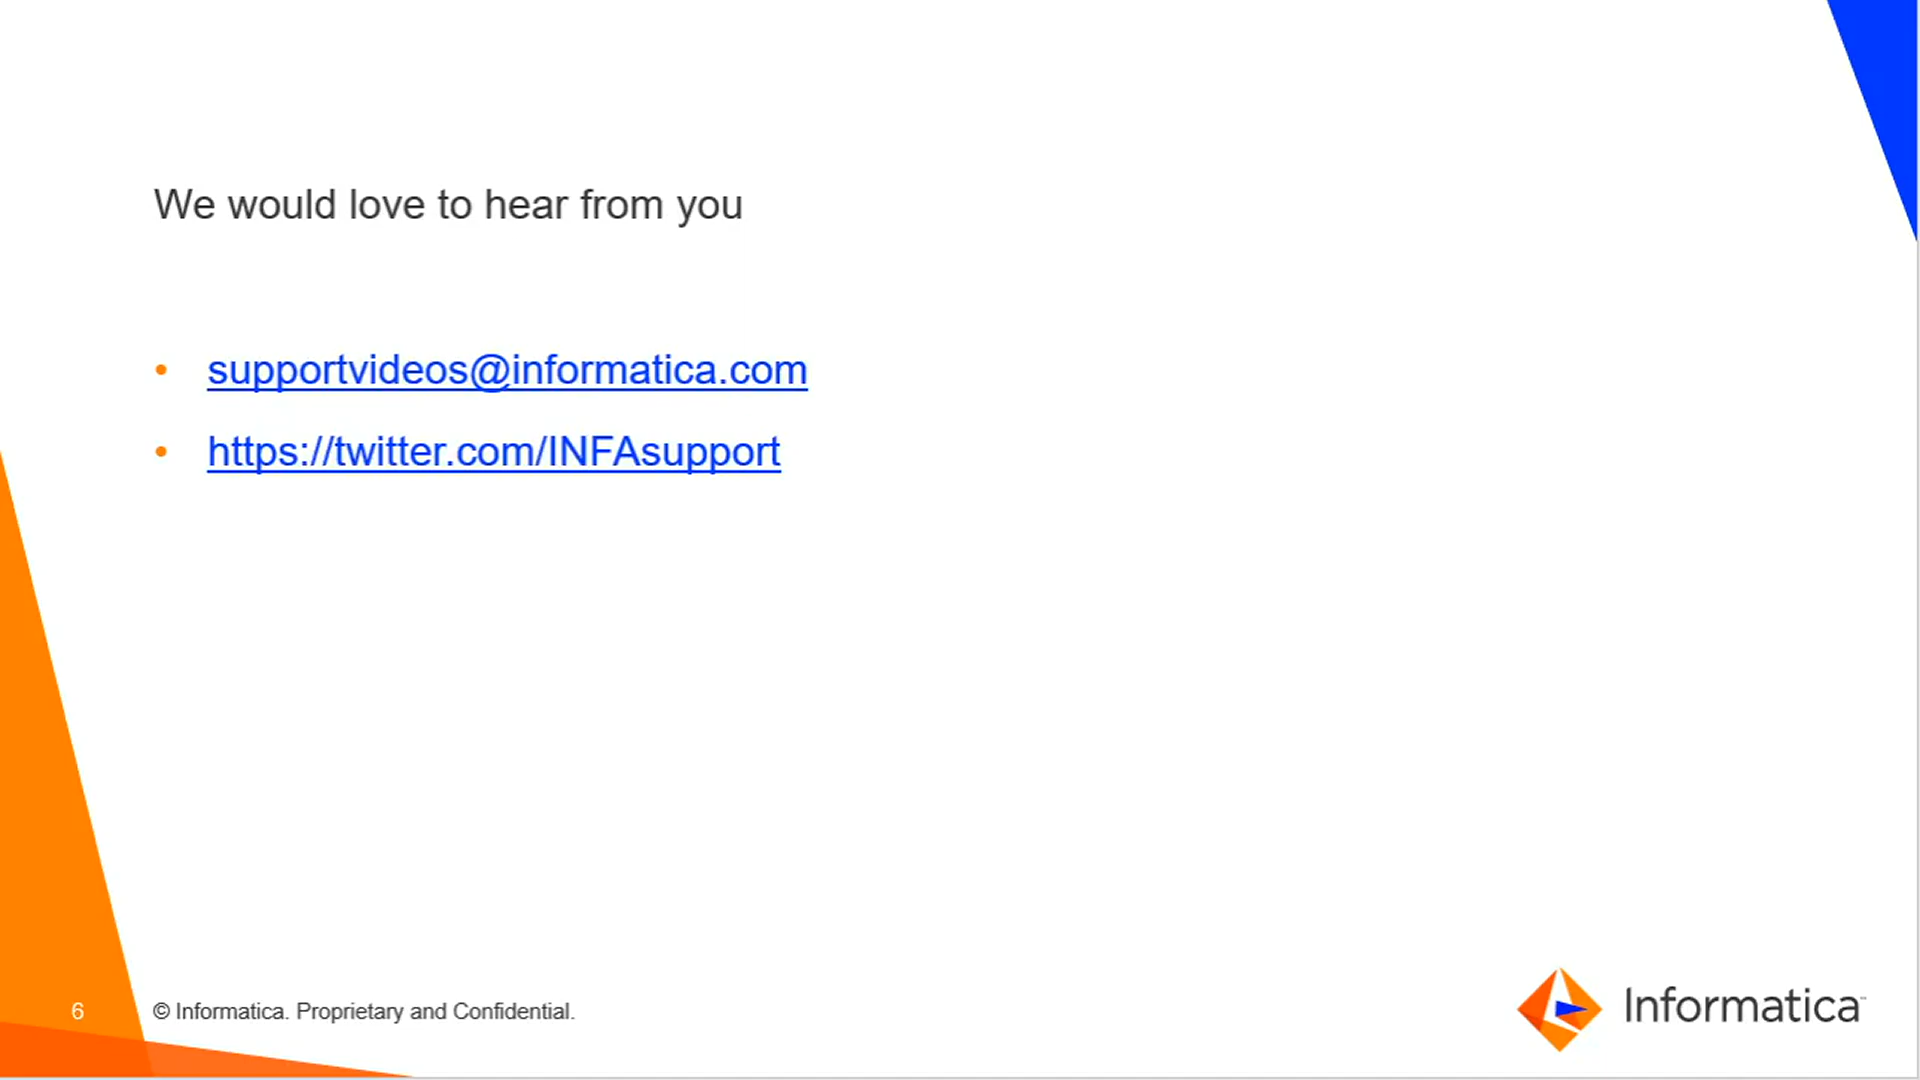 We would love to hear from you
• supportvideos@informatica.com
• https://twitter.com/INFAsupport
6
© Informatica. Proprietary and Confidential.
Informatica™